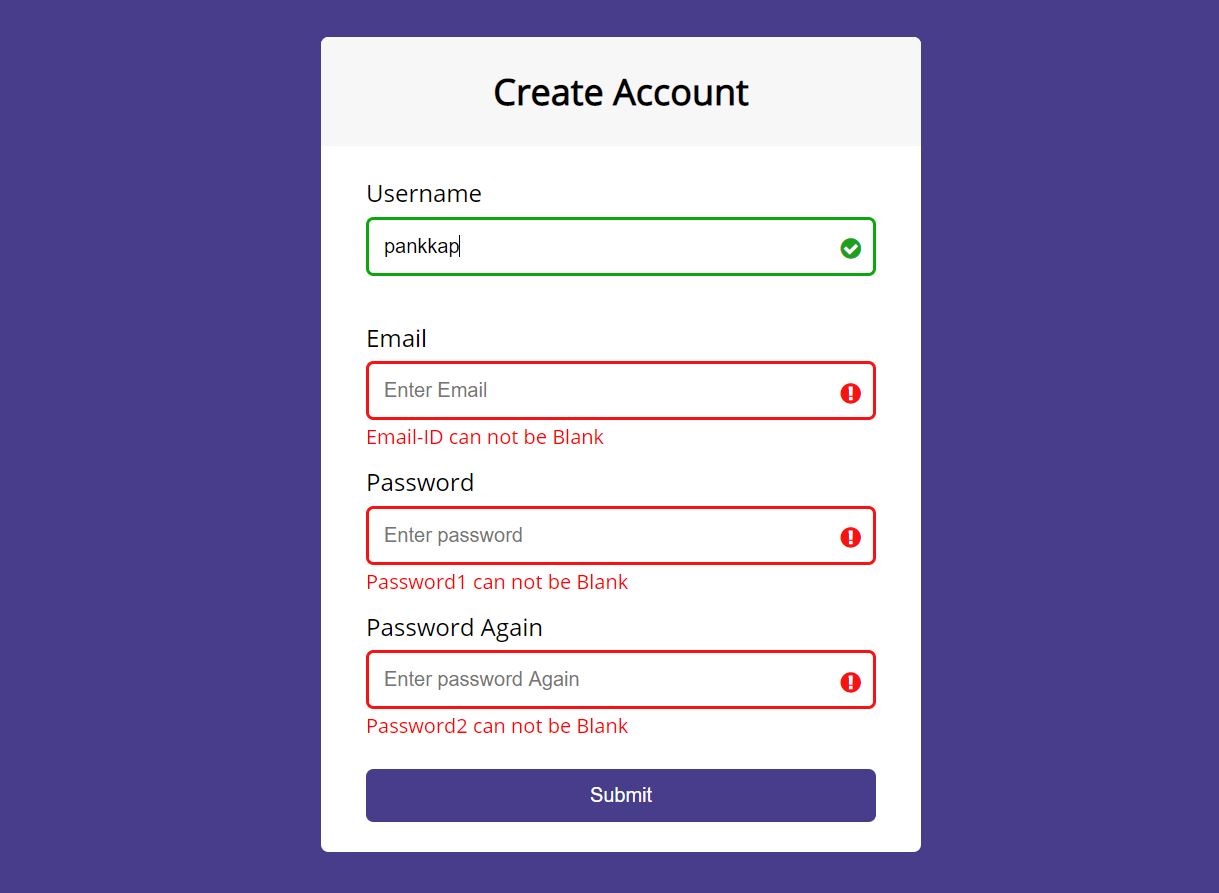 Create Account
Username
pankkap
Email
Enter Email
Email-ID can not be Blank
Password
Enter password
Password1 can not be Blank
Password Again
Enter password Again
Password2 can not be Blank
Submit